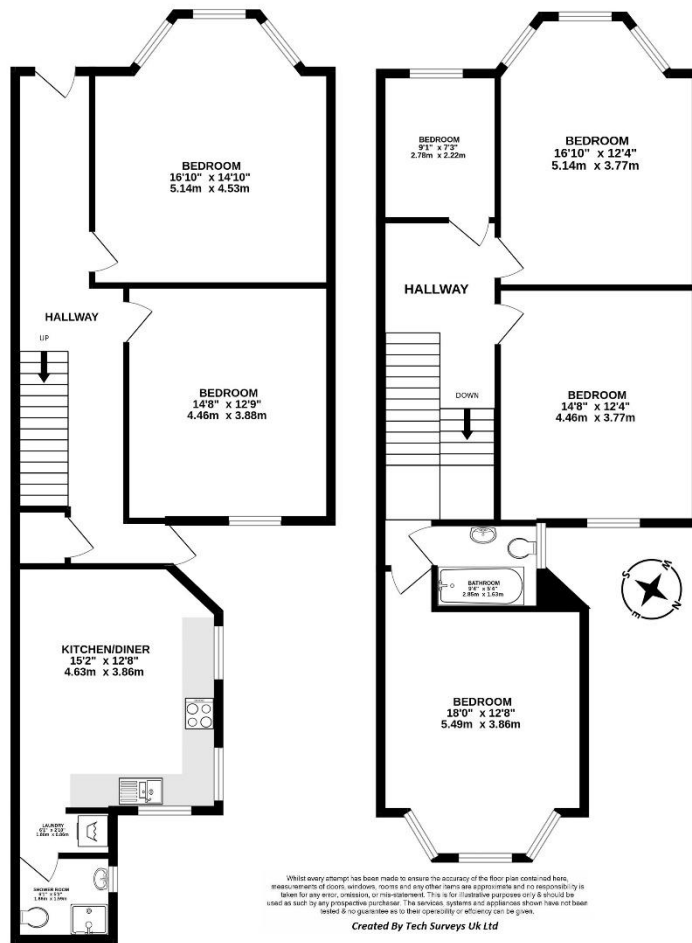 BEDROOM
16'10" x 14'10"
5.14m x 4.53m
HALLWAY
UP
BEDROOM
14'8" x 12'9"
4.46m x 3.88m
KITCHEN/DINER
15'2" x 12'8"
4.63m x 3.86m
LAUNDRY
SHOWER ROOM
BEDROOM
9'1" x 7'3"
2.78m x 2.22m
BEDROOM
16'10" x 12'4"
5.14m x 3.77m
HALLWAY
DOWN
BEDROOM
14'8" x 12'4"
4.46m x 3.77m
BATHROOM
9'4" x 5'4"
2.85m x 1.63m
BEDROOM
18'0" x 12'8"
5.49m x 3.86m
S
W
E
N
Whilst every attempt has been made to ensure the accuracy of the floor plan contained here,
measurements of doors, windows, rooms and any other items are approximate and no responsibility is
taken for any error, omission, or mis-statement. This is for illustrative purposes only & should be
used as such by any prospective purchaser. The services, systems and appliances shown have not been
tested & no guarantee as to their operability or efficiency can be given.
Created By Tech Surveys Uk Ltd